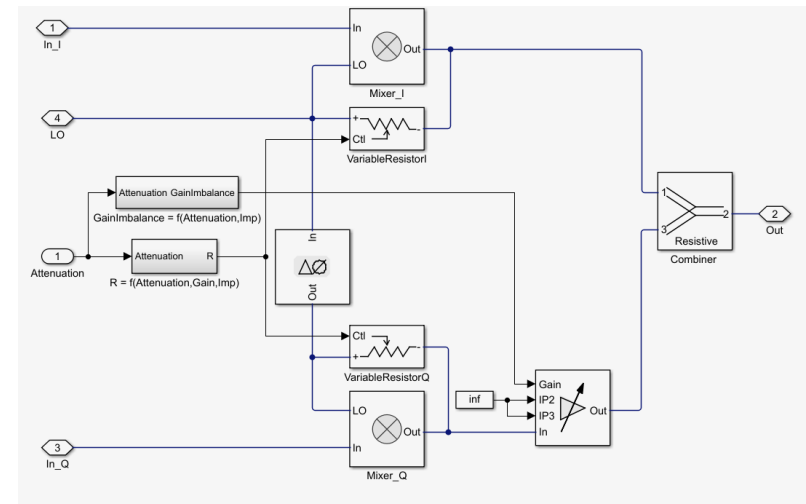 1
In_I
In
LO
Out
Mixer_I
4
LO
+
-
Ctl
VariableResistorI
Attenuation GainImbalance
GainImbalance = f(Attenuation,Imp)
1
Attenuation
Attenuation R
R = f(Attenuation,Gain,Imp)
In
ΔØ
Out
1
3
2
Resistive
Combiner
2
Out
Ctl
+
-
VariableResistorQ
inf
Gain
IP2
IP3
In
Out
LO
In
Out
Mixer_Q
3
In_Q